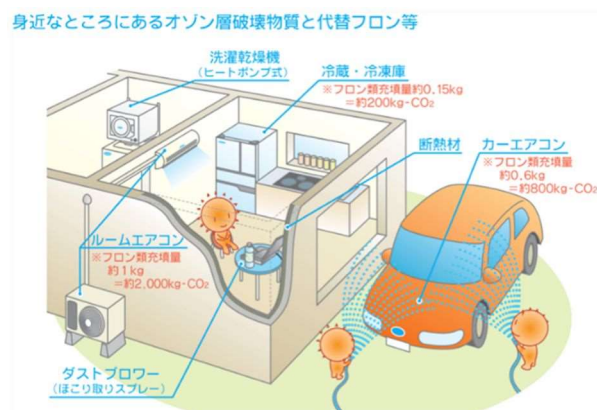 身近なところにあるオゾン層破壊物質と代替フロン等
洗濯乾燥機
（ヒートポンプ式）
冷蔵・冷凍庫
※フロン類充填量約0.15kg
＝約200kg-CO₂
断熱材
カーエアコン
※フロン類充填量
約0.6kg
＝約800kg-CO₂
ルームエアコン
※フロン類充填量
約1kg
＝約2,000kg-CO₂
ダストブロワー
（ほこり取りスプレー）